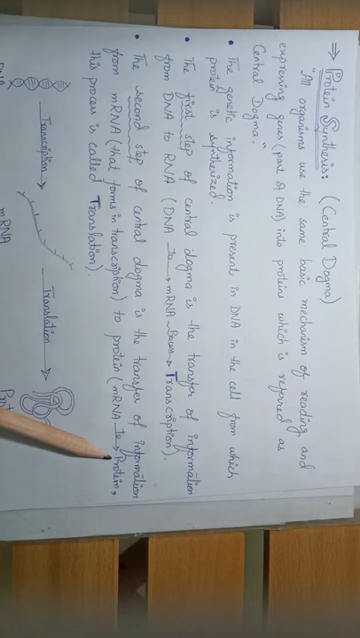 ⇒ Protein Synthesis: (Central Dogma)
"All organisms use the same basic mechanism of reading and
expressing genes (part of DNA) into proteins which is referred as
Central Dogma."
• The genetic information is present in DNA in the cell from which
protein is synthesized
• The first step of central dogma is the transfer of information
from DNA to RNA (DNA To→ mRNA Transcription).
• The second step of central dogma is the transfer of information
from mRNA (that forms in transcription) to protein (mRNA To→ Protein,
this process is called Translation).
Transcription
Translation
mRNA